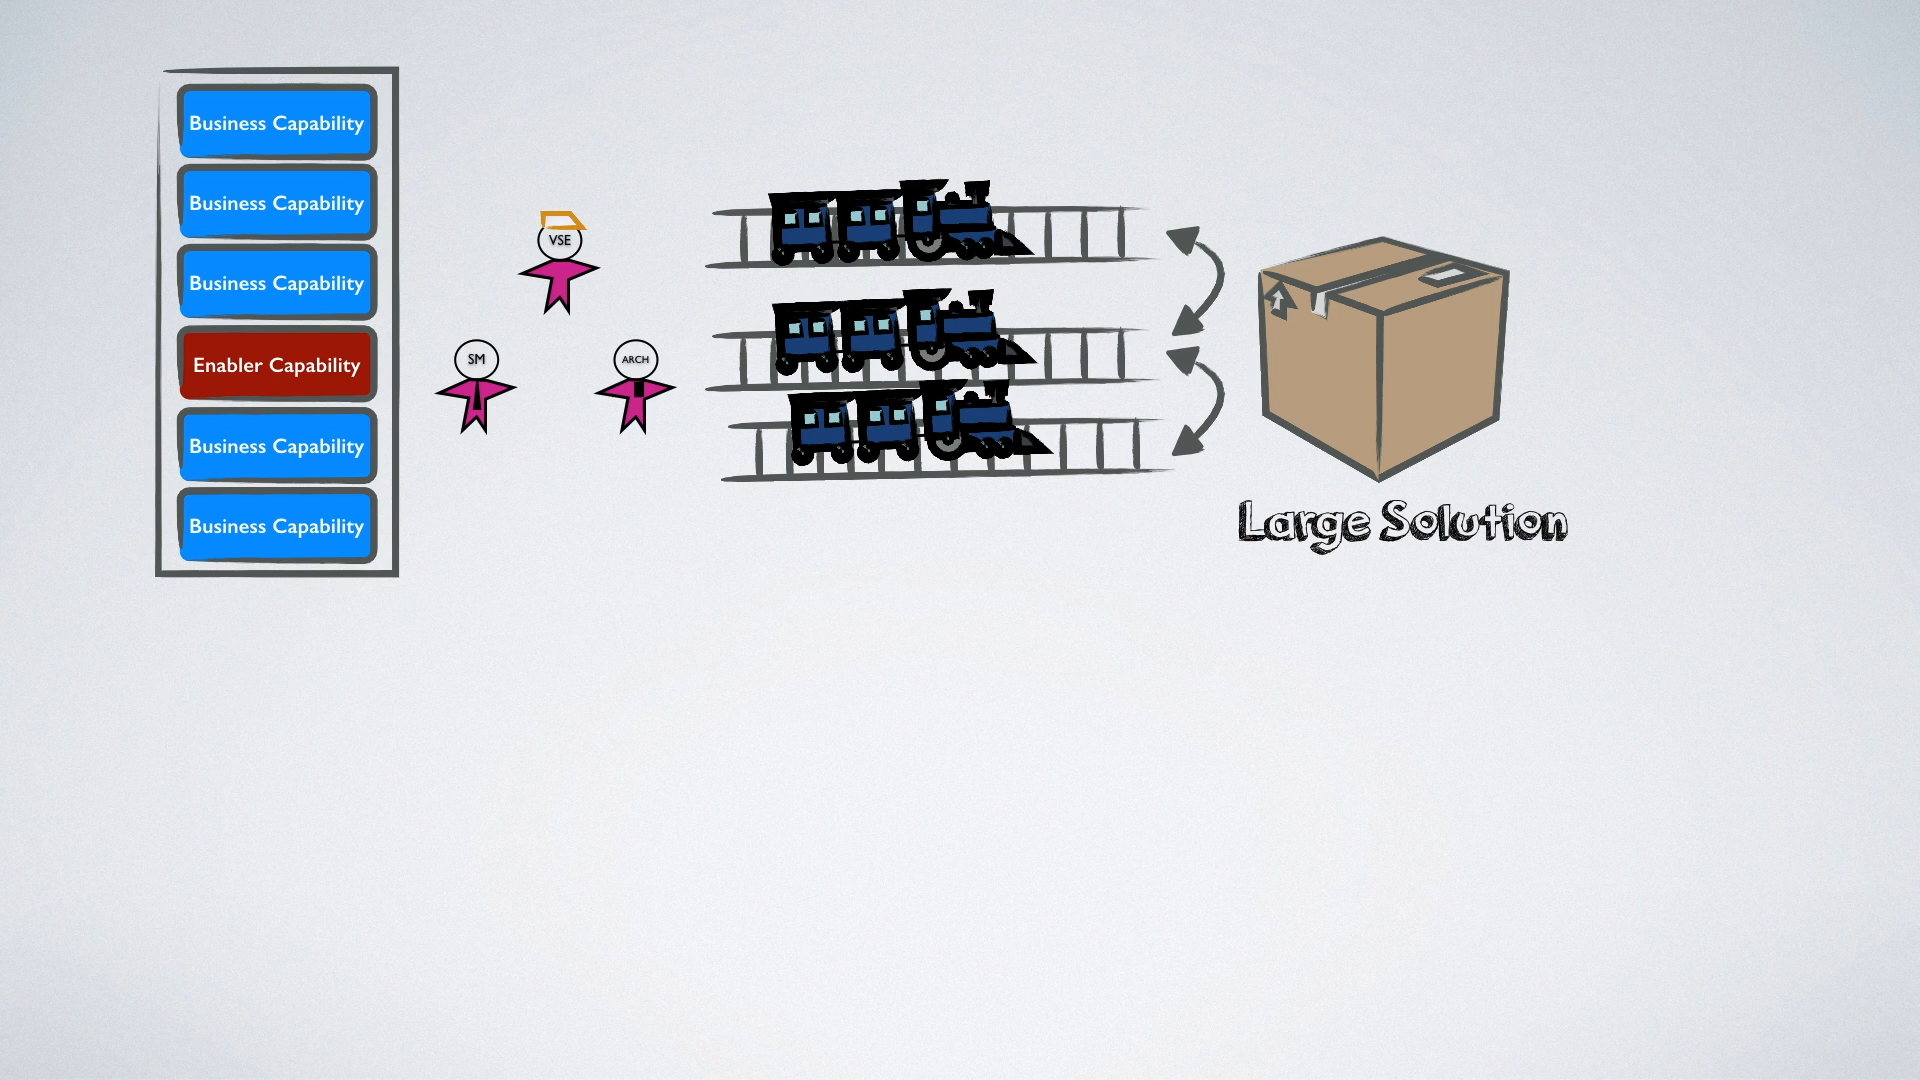 Business Capability
Business Capability
Business Capability
Enabler Capability
Business Capability
Business Capability
VSE
SM
ARCH
Large Solution